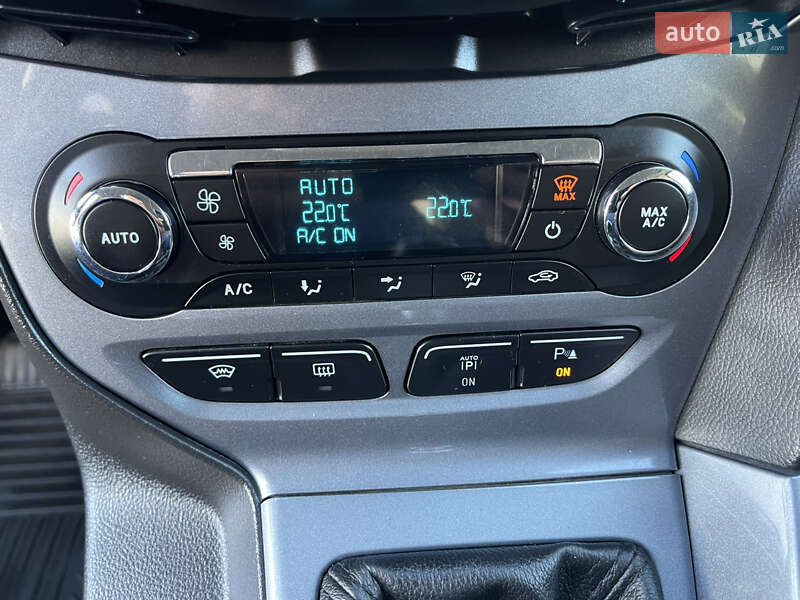 auto RIA
AUTO
22.0°C 22.0°C
A/C ON
MAX
AUTO
MAX
A/C
A/C
AUTO
P
ON
P
ON